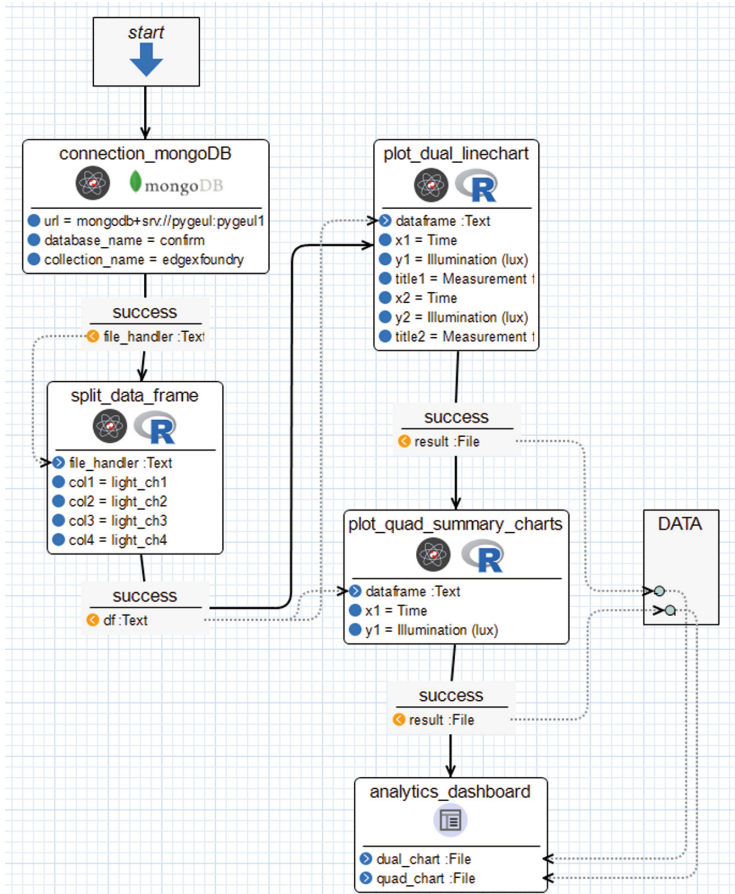 start
connection_mongoDB
mongoDB
url = mongodb+srv://pygeul:pygeul1
database_name = confirm
collection_name = edgexfoundry
success
file_handler :Text
split_data_frame
R
file_handler :Text
col1 = light_ch1
col2 = light_ch2
col3 = light_ch3
col4 = light_ch4
success
df :Text
plot_dual_linechart
R
dataframe :Text
x1 = Time
y1 = Illumination (lux)
title1 = Measurement t
x2 = Time
y2 = Illumination (lux)
title2 = Measurement t
success
result :File
plot_quad_summary_charts
R
dataframe :Text
x1 = Time
y1 = Illumination (lux)
success
result :File
DATA
analytics_dashboard
dual_chart :File
quad_chart :File